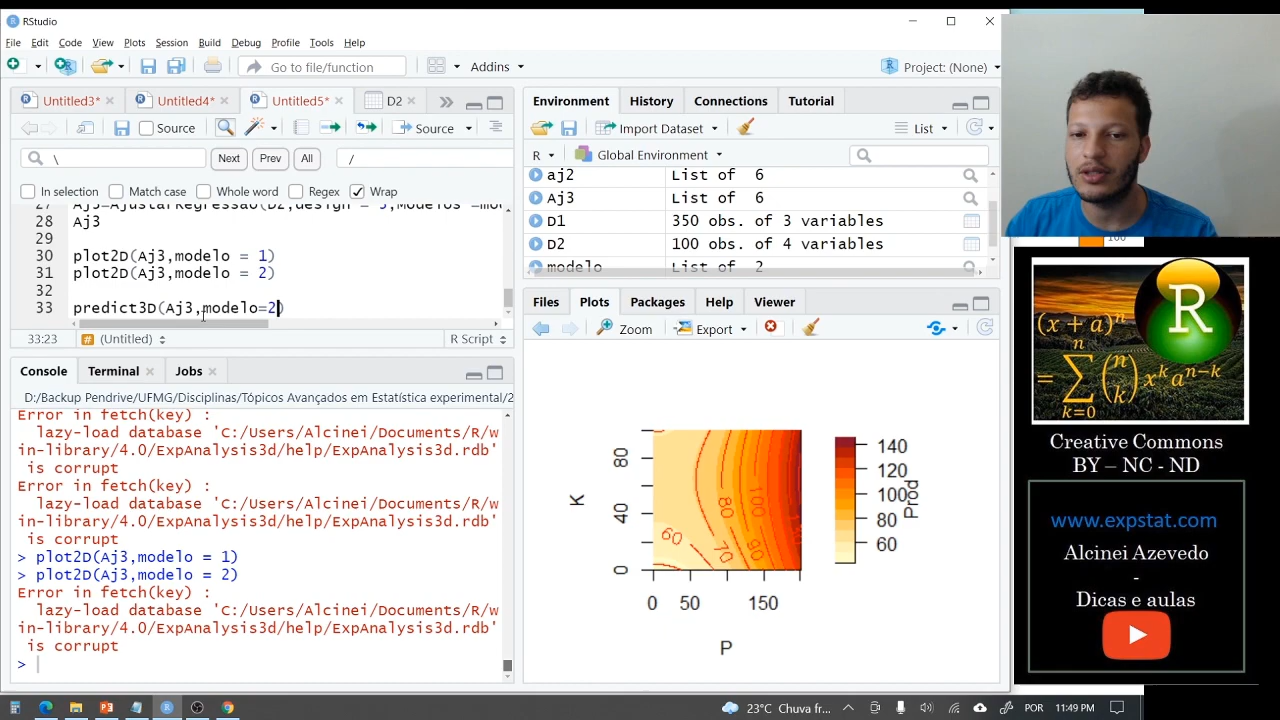 RStudio
File Edit Code View Plots Session Build Debug Profile Tools Help
Go to file/function Addins Project: (None)
Untitled3* Untitled4* Untitled5* D2
Source Source
\ Next Prev All /
In selection Match case Whole word Regex Wrap
28 Aj3
29
30 plot2D(Aj3,modelo = 1)
31 plot2D(Aj3,modelo = 2)
32
33 predict3D(Aj3,modelo=2)
33:23 # (Untitled) R Script
Console Terminal Jobs
D:/Backup Pendrive/UFMG/Disciplinas/Tópicos Avançados em Estatística experimental/2
Error in fetch(key) :
lazy-load database 'C:/Users/Alcinei/Documents/R/w
in-library/4.0/ExpAnalysis3d/help/ExpAnalysis3d.rdb'
is corrupt
Error in fetch(key) :
lazy-load database 'C:/Users/Alcinei/Documents/R/w
in-library/4.0/ExpAnalysis3d/help/ExpAnalysis3d.rdb'
is corrupt
> plot2D(Aj3,modelo = 1)
> plot2D(Aj3,modelo = 2)
Error in fetch(key) :
lazy-load database 'C:/Users/Alcinei/Documents/R/w
in-library/4.0/ExpAnalysis3d/help/ExpAnalysis3d.rdb'
is corrupt
>
Environment History Connections Tutorial
Import Dataset List
R Global Environment
aj2 List of 6
Aj3 List of 6
D1 350 obs. of 3 variables
D2 100 obs. of 4 variables
modelo List of 2
Files Plots Packages Help Viewer
Zoom Export
80
40
0
K
0 50 150
P
60
70
80
90
100
140
120
100
80
60
Prod
100
(x + a)^n
= ∑ k=0 n (n k) x^k a^{n−k}
R
Creative Commons
BY – NC - ND
www.expstat.com
Alcinei Azevedo
-
Dicas e aulas
23°C Chuva fr... POR 11:49 PM